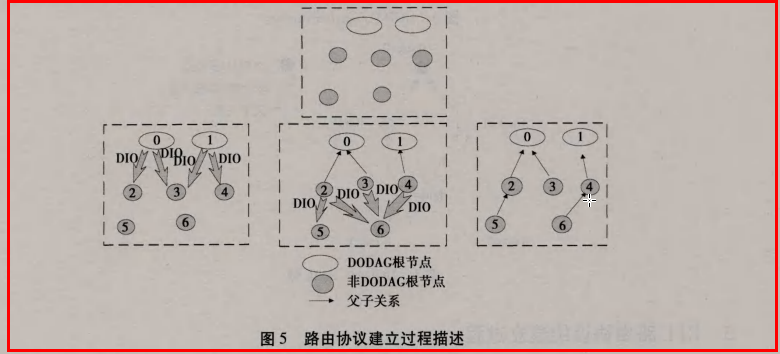 0 1 0 1 0 1
DIO DIO DIO DIO
2 3 4 2 3 4 2 3 4
DIO DIO DIO DIO
5 6 5 6 5 6
DODAG根节点
非DODAG根节点
父子关系
图5 路由协议建立过程描述